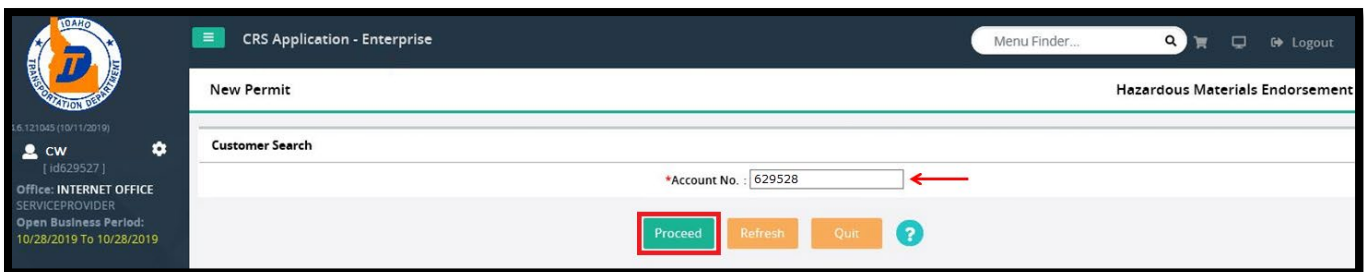 IDAHO
TRANSPORTATION DEPARTMENT
CRS Application - Enterprise
Menu Finder...
Logout
New Permit
Hazardous Materials Endorsement
.6.121045 (10/11/2019)
CW
[ id629527 ]
Office: INTERNET OFFICE
SERVICEPROVIDER
Open Business Period:
10/28/2019 To 10/28/2019
Customer Search
*Account No. : 629528
Proceed Refresh Quit ?